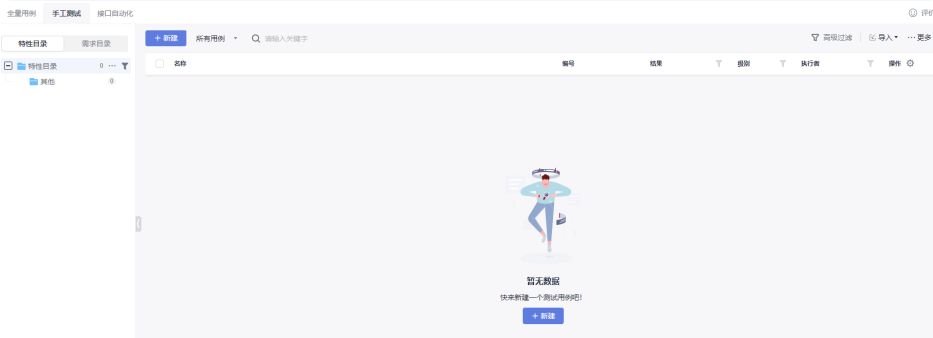 全量用例 手工测试 接口自动化 评价
特性目录 需求目录 + 新建 所有用例 请输入关键字 高级过滤 导入 ··· 更多
特性目录 0 ··· 名称 编号 结果 级别 执行者 操作
其他 0
暂无数据
快来新建一个测试用例吧!
+ 新建